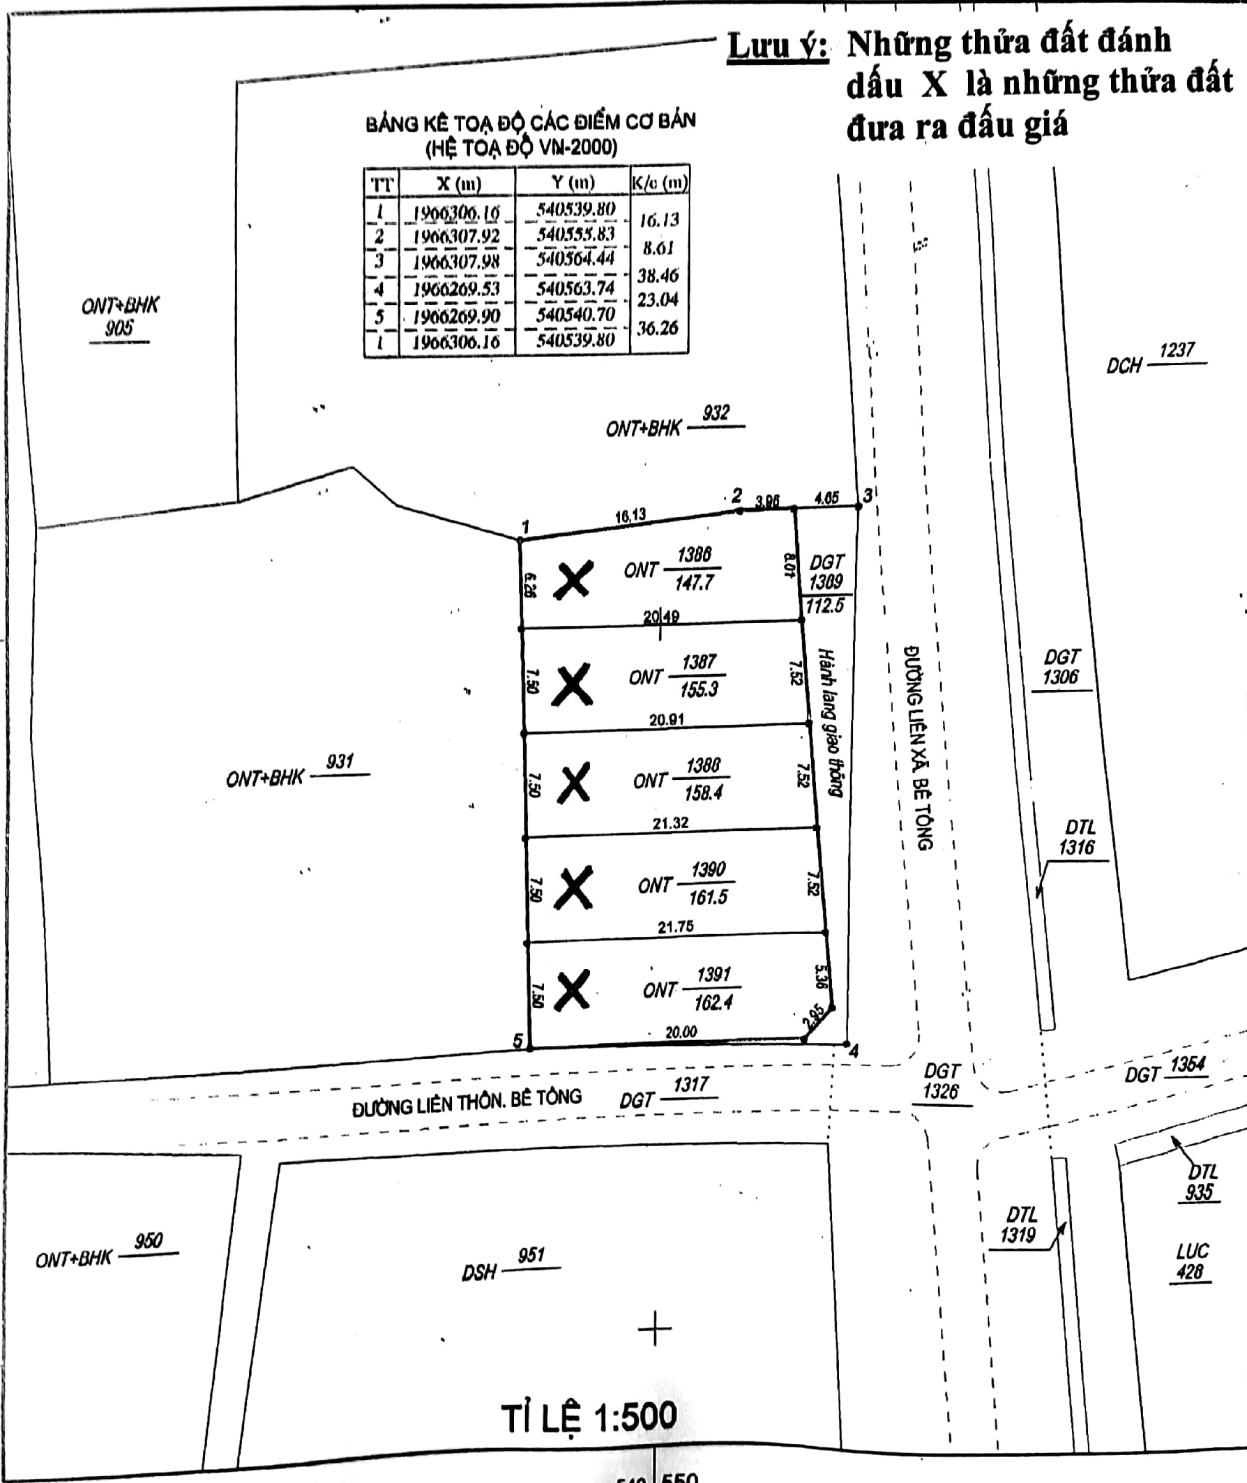 Lưu ý: Những thửa đất đánh
dấu X là những thửa đất
đưa ra đấu giá
BẢNG KÊ TOẠ ĐỘ CÁC ĐIỂM CƠ BẢN
(HỆ TOẠ ĐỘ VN-2000)
TT X (m) Y (m) K/c (m)
1 1966306.16 540539.80
16.13
2 1966307.92 540555.83
8.61
3 1966307.98 540564.44
38.46
4 1966269.53 540563.74
23.04
5 1966269.90 540540.70
36.26
1 1966306.16 540539.80
ONT+BHK
905
DCH 1237
ONT+BHK 932
1
16.13
2
3.96
4.65
3
6.26
X
ONT 1386
147.7
8.01
DGT
1389
112.5
20.49
7.50
X
ONT 1387
155.3
7.52
Hành lang giao thông
ĐƯỜNG LIÊN XÃ BÊ TÔNG
DGT
1306
20.91
ONT+BHK 931
7.50
X
ONT 1388
158.4
7.52
21.32
DTL
1316
7.50
X
ONT 1390
161.5
7.52
21.75
7.50
X
ONT 1391
162.4
5.36
2.95
20.00
5
4
ĐƯỜNG LIÊN THÔN. BÊ TÔNG
DGT 1317
DGT
1326
DGT 1354
DTL
935
DTL
1319
LUC
428
ONT+BHK 950
DSH 951
TỈ LỆ 1:500
550